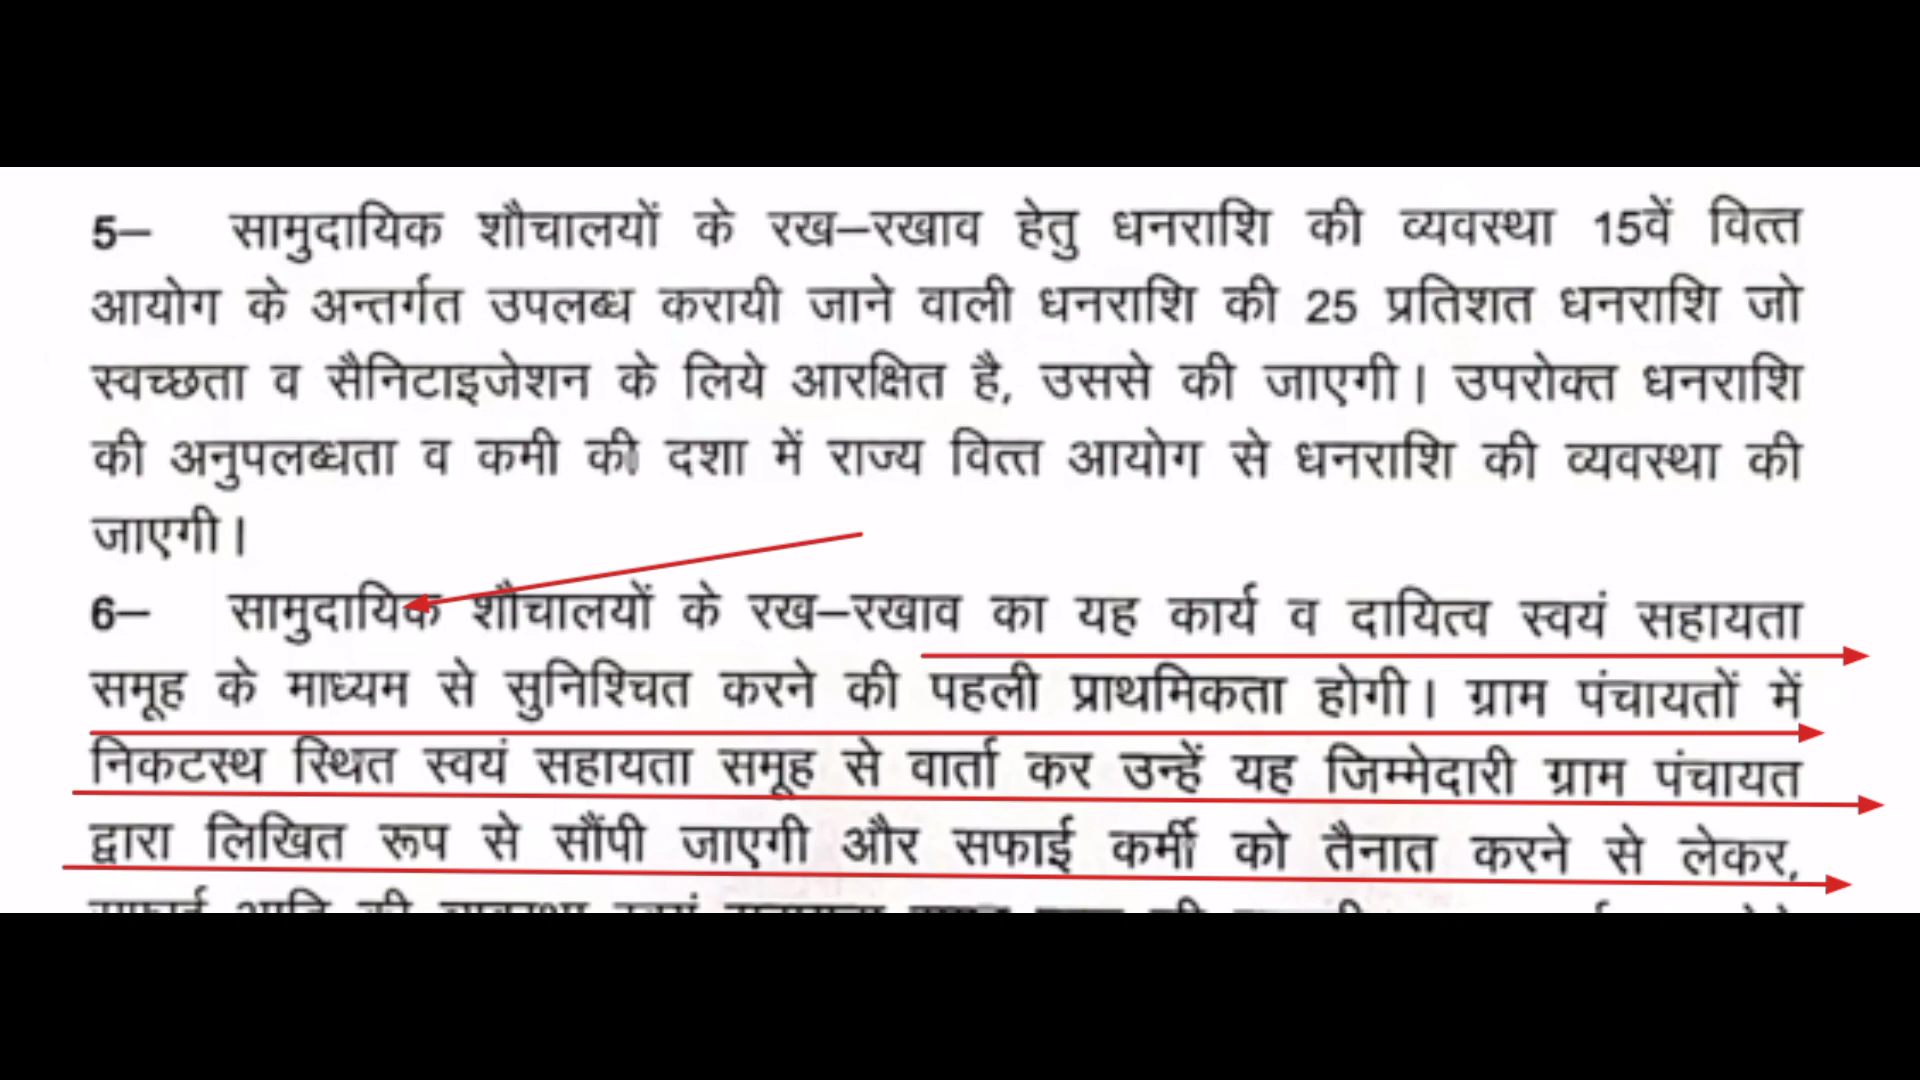 5– सामुदायिक शौचालयों के रख–रखाव हेतु धनराशि की व्यवस्था 15वें वित्त
आयोग के अन्तर्गत उपलब्ध करायी जाने वाली धनराशि की 25 प्रतिशत धनराशि जो
स्वच्छता व सैनिटाइजेशन के लिये आरक्षित है, उससे की जाएगी। उपरोक्त धनराशि
की अनुपलब्धता व कमी की दशा में राज्य वित्त आयोग से धनराशि की व्यवस्था की
जाएगी।
6– सामुदायिक शौचालयों के रख–रखाव का यह कार्य व दायित्व स्वयं सहायता
समूह के माध्यम से सुनिश्चित करने की पहली प्राथमिकता होगी। ग्राम पंचायतों में
निकटस्थ स्थित स्वयं सहायता समूह से वार्ता कर उन्हें यह जिम्मेदारी ग्राम पंचायत
द्वारा लिखित रूप से सौंपी जाएगी और सफाई कर्मी को तैनात करने से लेकर,